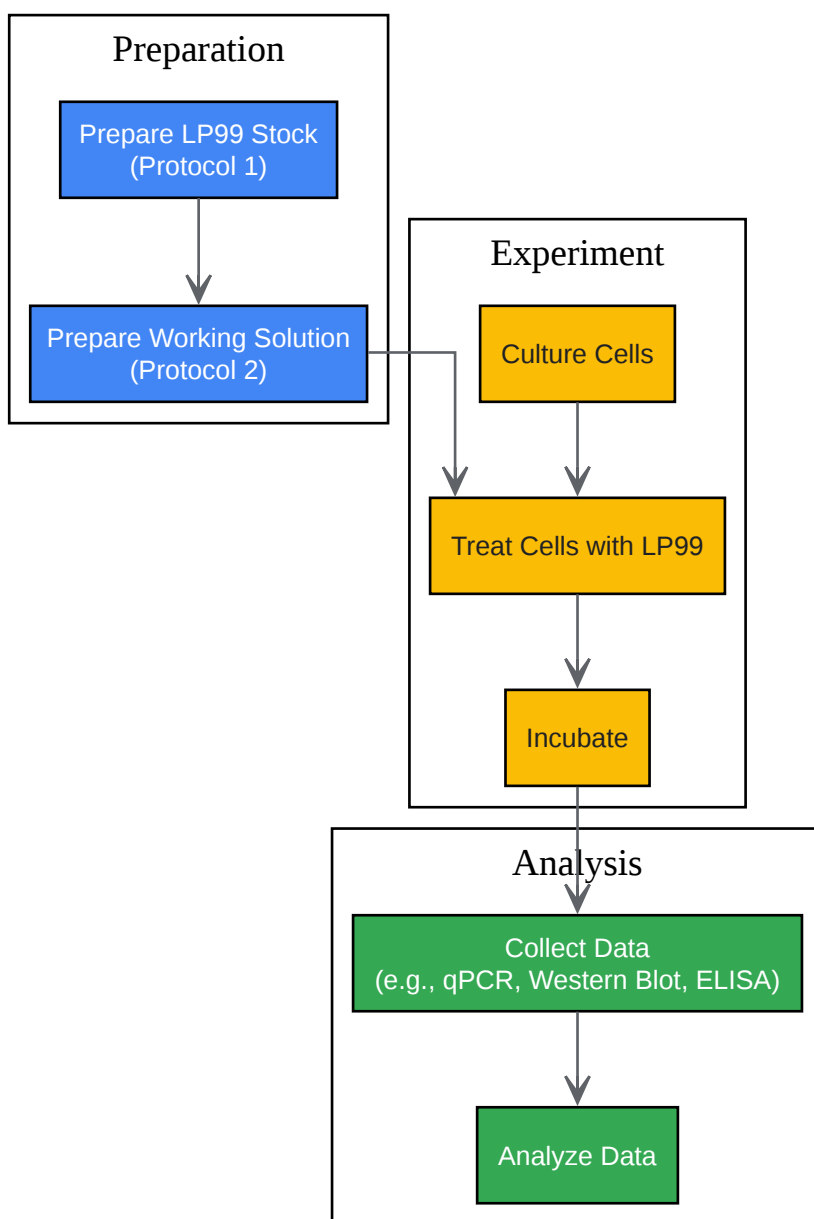 Preparation
Prepare LP99 Stock
(Protocol 1)
Prepare Working Solution
(Protocol 2)
Experiment
Culture Cells
Treat Cells with LP99
Incubate
Analysis
Collect Data
(e.g., qPCR, Western Blot, ELISA)
Analyze Data